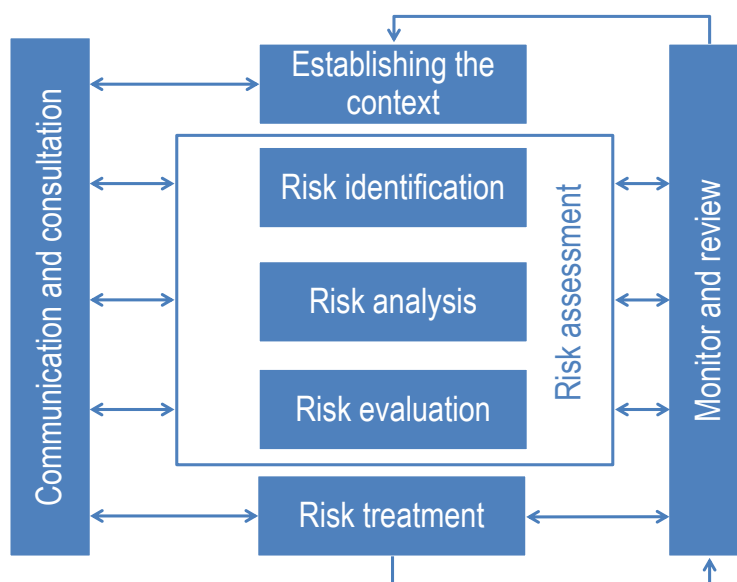 Establishing the
context
Communication and consultation
Risk identification
Risk analysis
Risk evaluation
Risk assessment
Monitor and review
Risk treatment